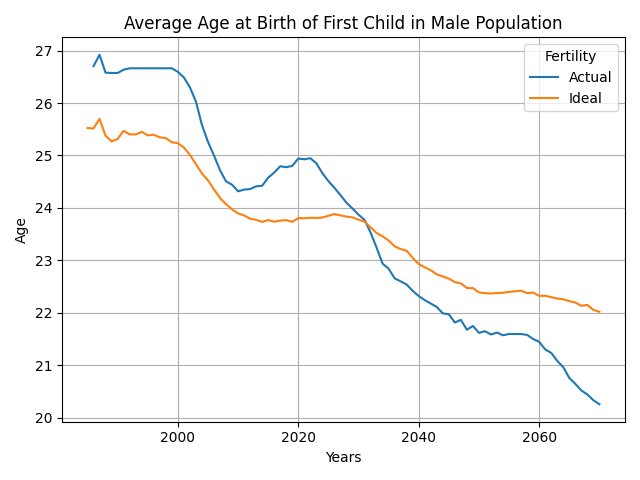 Average Age at Birth of First Child in Male Population
27
26
25
24
23
22
21
20
Age
Fertility
Actual
Ideal
2000
2020
2040
2060
Years